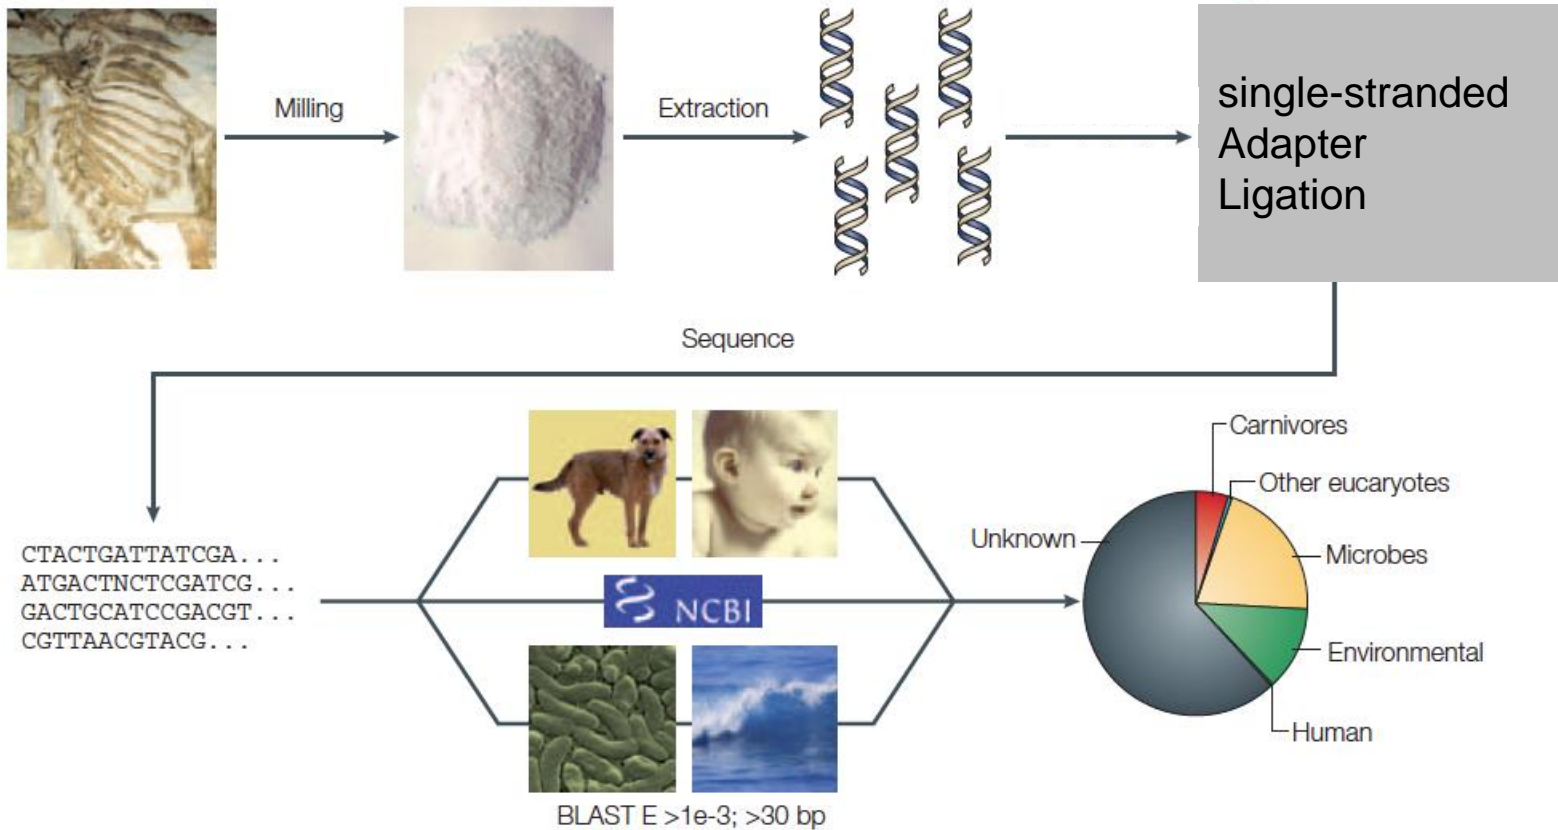 Milling
Extraction
single-stranded
Adapter
Ligation
Sequence
CTACTGATTATCGA...
ATGACTNCTCGATCG...
GACTGCATCCGACGT...
CGTTAACGTACG...
NCBI
BLAST E >1e-3; >30 bp
Carnivores
Other eucaryotes
Unknown
Microbes
Environmental
Human